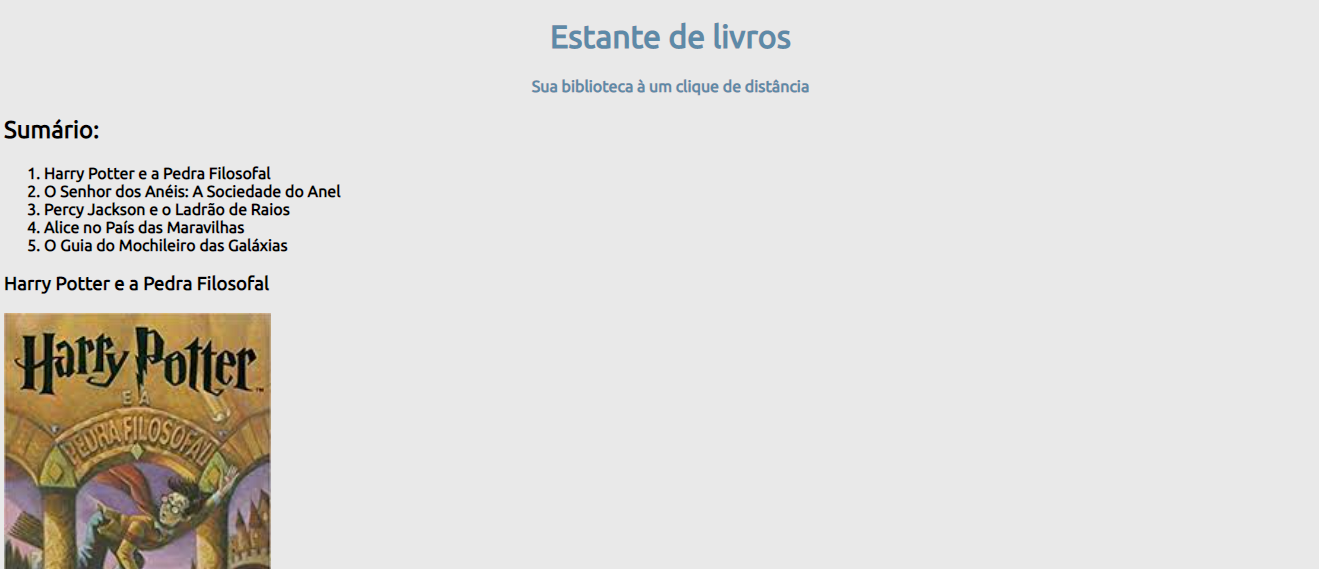 Estante de livros
Sua biblioteca à um clique de distância
Sumário:
1. Harry Potter e a Pedra Filosofal
2. O Senhor dos Anéis: A Sociedade do Anel
3. Percy Jackson e o Ladrão de Raios
4. Alice no País das Maravilhas
5. O Guia do Mochileiro das Galáxias
Harry Potter e a Pedra Filosofal
Harry Potter™
E A
PEDRA FILOSOFAL